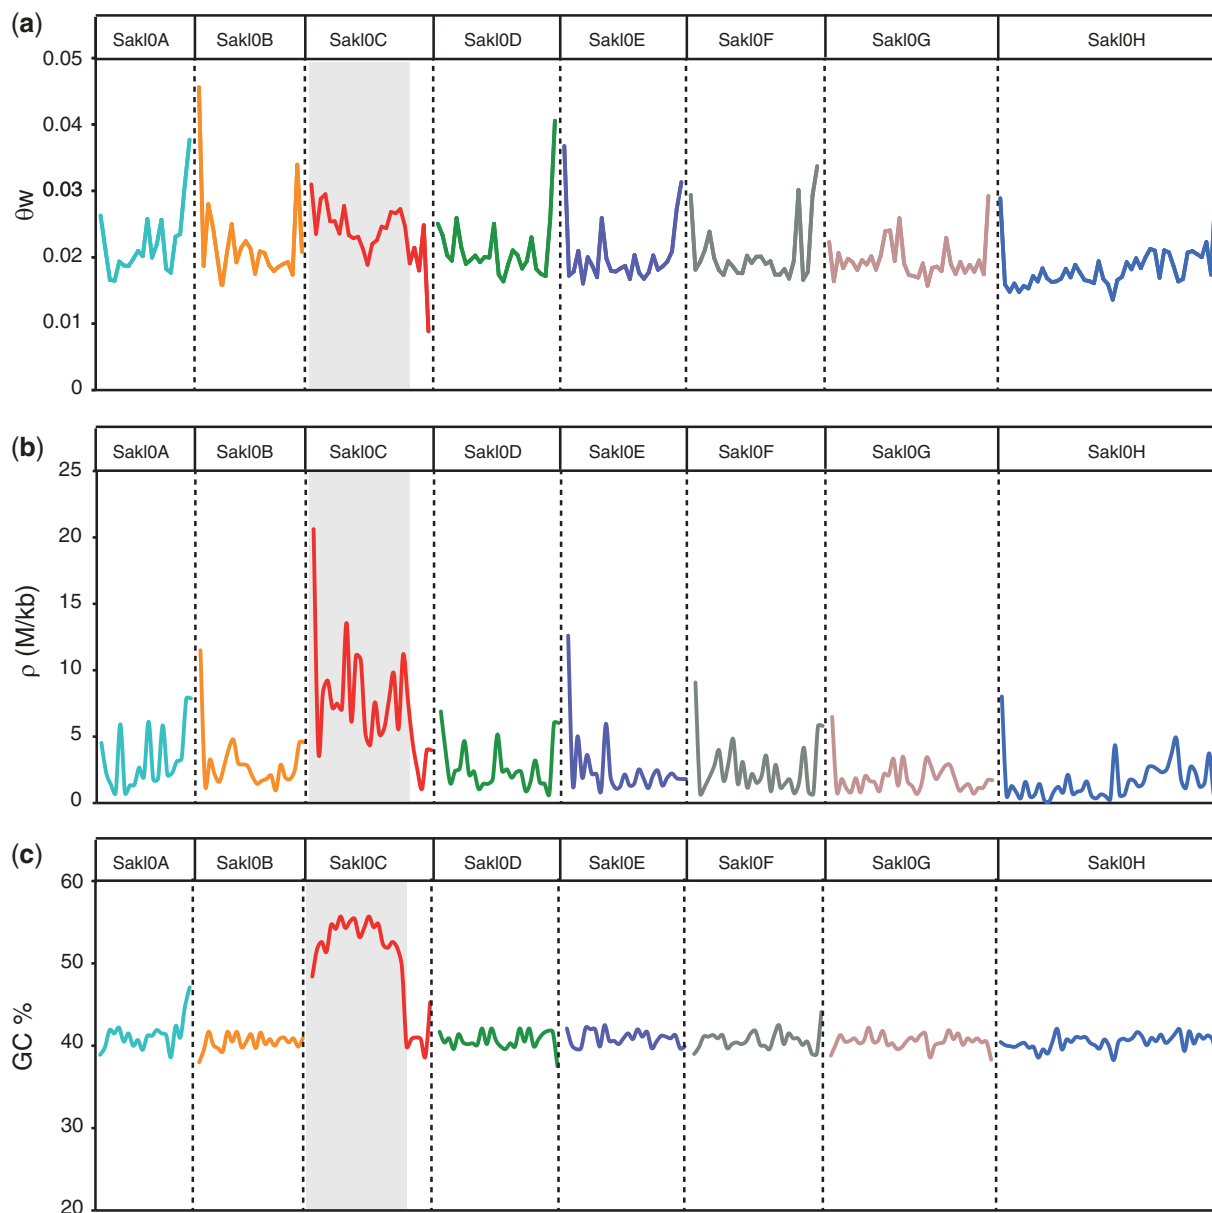 (a)
Sakl0A Sakl0B Sakl0C Sakl0D Sakl0E Sakl0F Sakl0G Sakl0H
0.05
0.04
0.03
0.02
0.01
0
θw
(b)
Sakl0A Sakl0B Sakl0C Sakl0D Sakl0E Sakl0F Sakl0G Sakl0H
25
20
15
10
5
0
ρ (M/kb)
(c)
Sakl0A Sakl0B Sakl0C Sakl0D Sakl0E Sakl0F Sakl0G Sakl0H
60
50
40
30
20
GC %